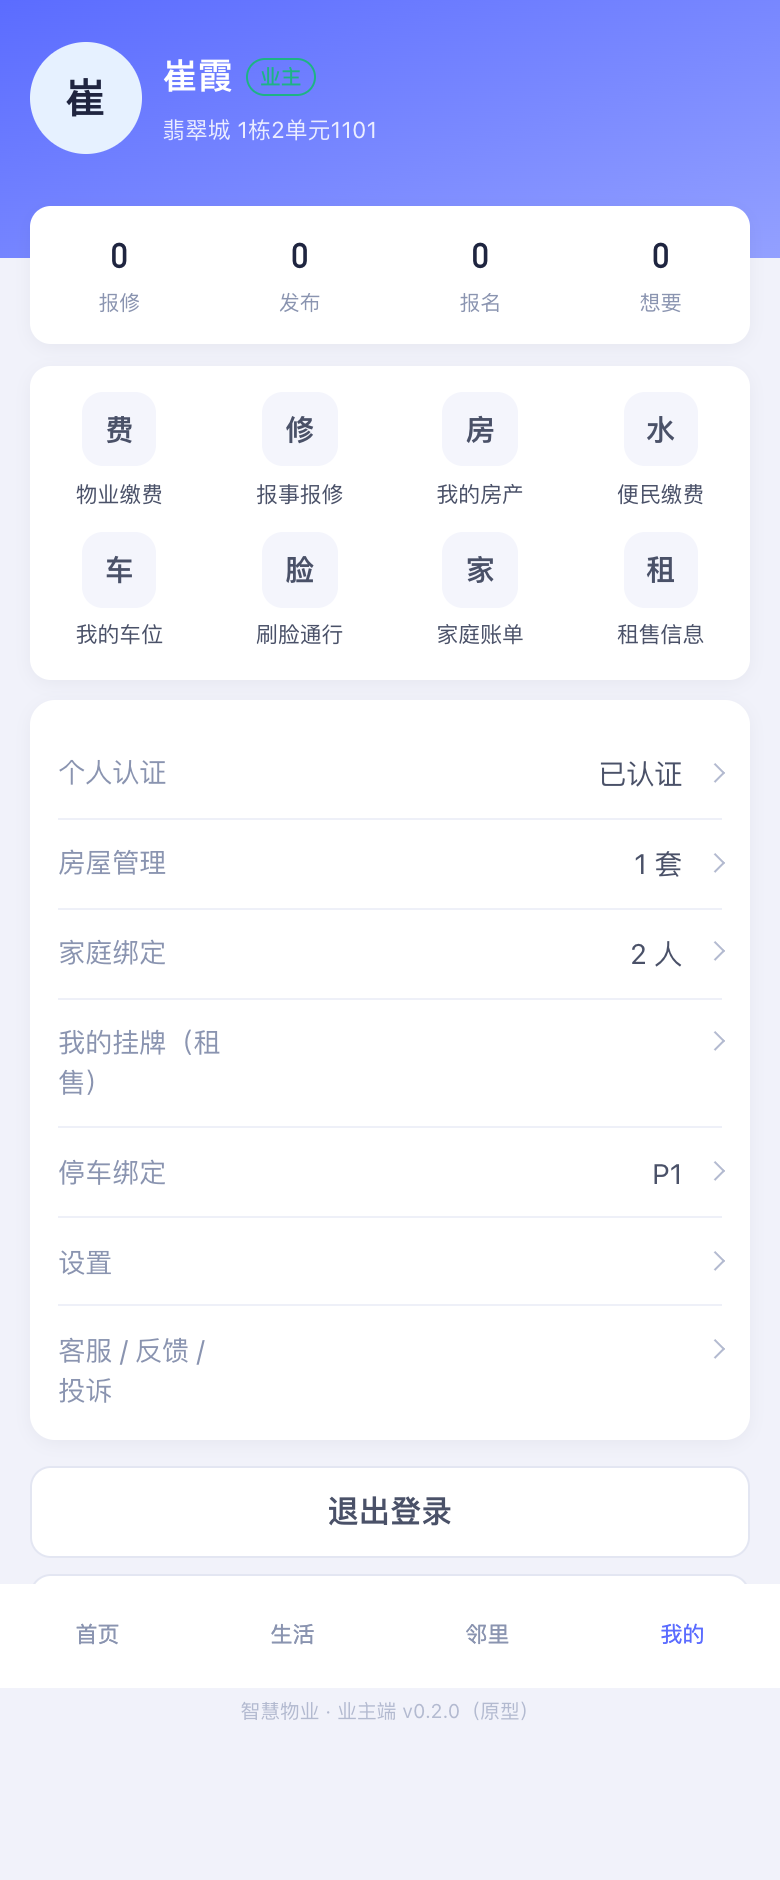 崔
崔霞 业主
翡翠城 1栋2单元1101
0 0 0 0
报修 发布 报名 想要
费 修 房 水
物业缴费 报事报修 我的房产 便民缴费
车 脸 家 租
我的车位 刷脸通行 家庭账单 租售信息
个人认证 已认证
房屋管理 1 套
家庭绑定 2 人
我的挂牌（租
售）
停车绑定 P1
设置
客服 / 反馈 /
投诉
退出登录
首页 生活 邻里 我的
智慧物业 · 业主端 v0.2.0（原型）